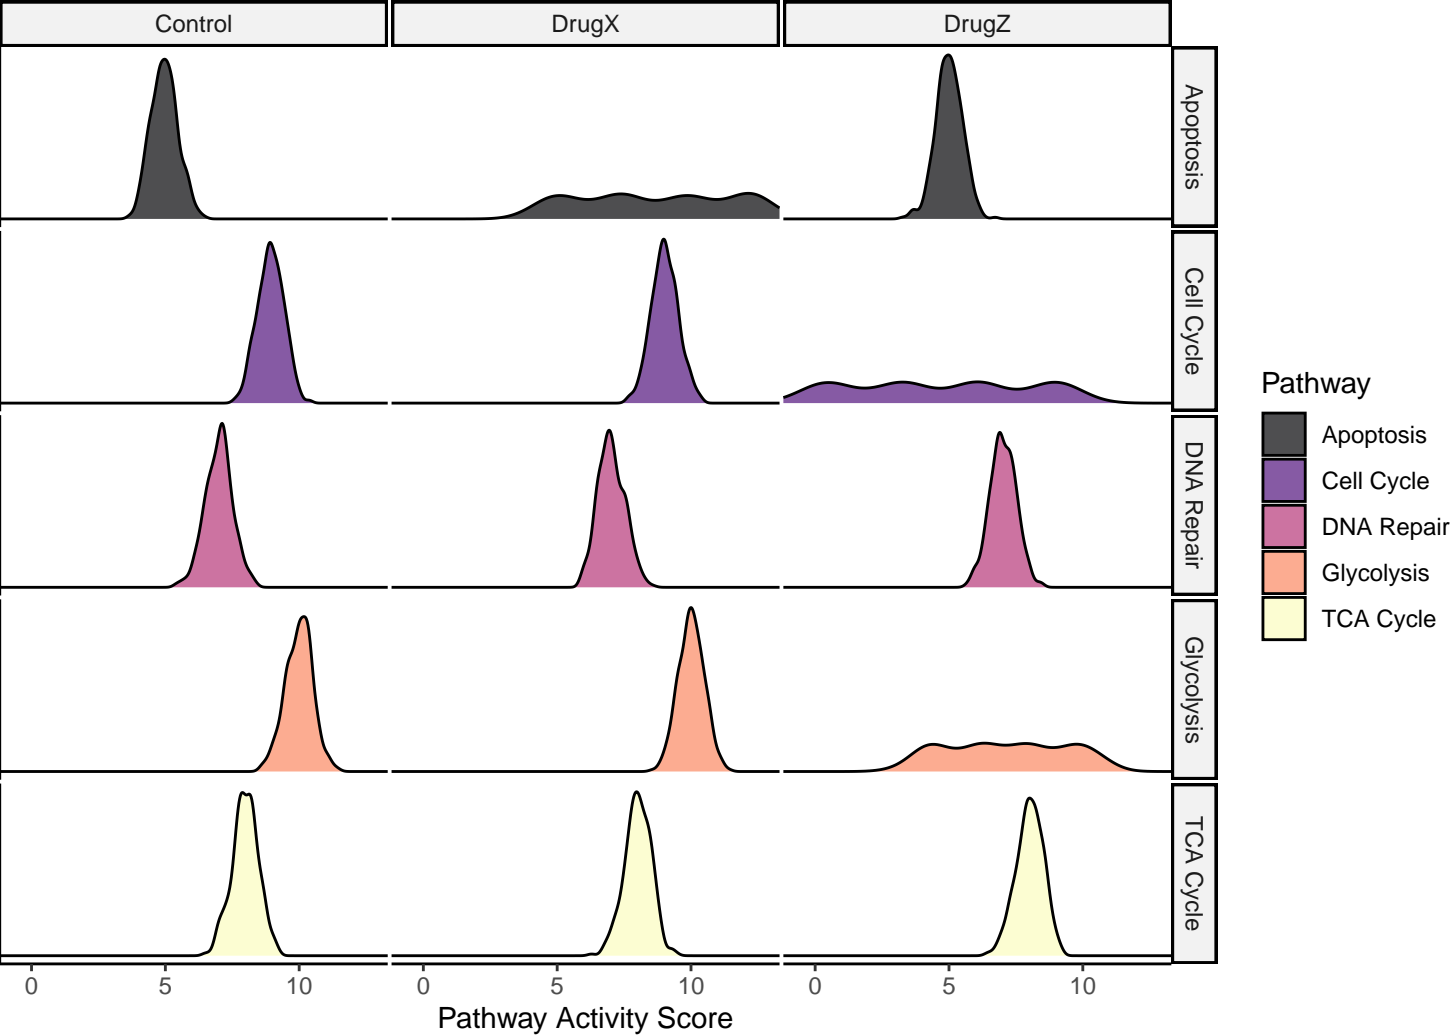 Control
DrugX
DrugZ
Apoptosis
Cell Cycle
DNA Repair
Glycolysis
TCA Cycle
0
5
10
0
5
10
0
5
10
Pathway Activity Score
Pathway
Apoptosis
Cell Cycle
DNA Repair
Glycolysis
TCA Cycle